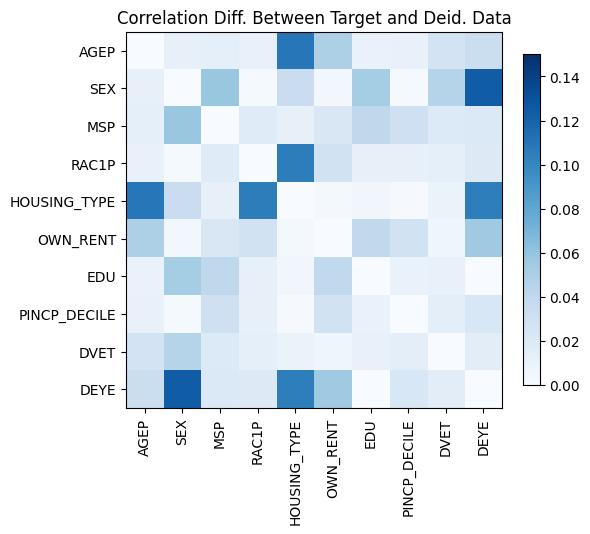 Correlation Diff. Between Target and Deid. Data
AGEP
SEX
MSP
RAC1P
HOUSING_TYPE
OWN_RENT
EDU
PINCP_DECILE
DVET
DEYE
AGEP
SEX
MSP
RAC1P
HOUSING_TYPE
OWN_RENT
EDU
PINCP_DECILE
DVET
DEYE
0.14
0.12
0.10
0.08
0.06
0.04
0.02
0.00